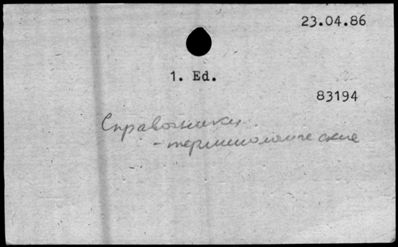 23.04.86
1. Ed.
83194
Справочники
- терминологические